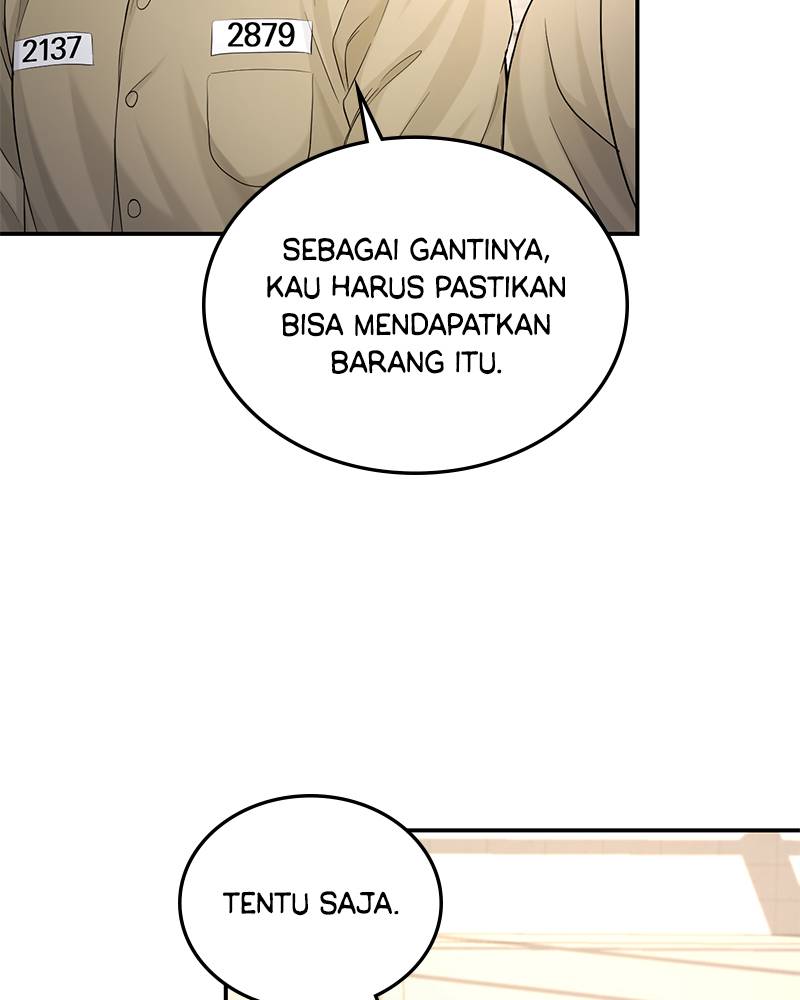 2137
2879
SEBAGAI GANTINYA,
KAU HARUS PASTIKAN
BISA MENDAPATKAN
BARANG ITU.
TENTU SAJA.